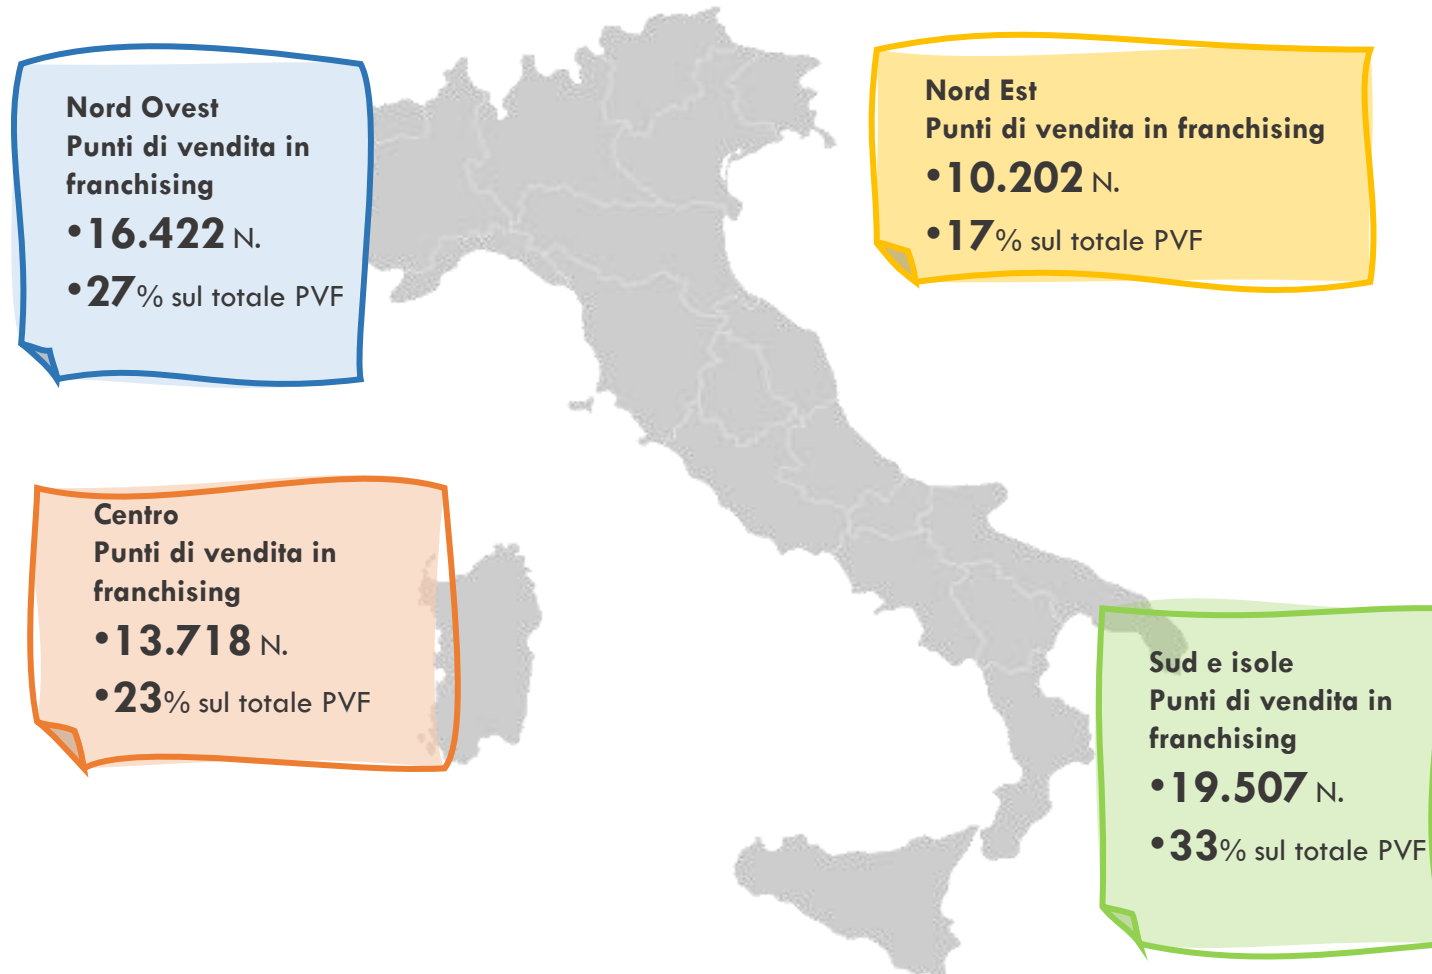 Nord Ovest
Punti di vendita in
franchising
•16.422 N.
•27% sul totale PVF
Nord Est
Punti di vendita in franchising
•10.202 N.
•17% sul totale PVF
Centro
Punti di vendita in
franchising
•13.718 N.
•23% sul totale PVF
Sud e isole
Punti di vendita in
franchising
•19.507 N.
•33% sul totale PVF